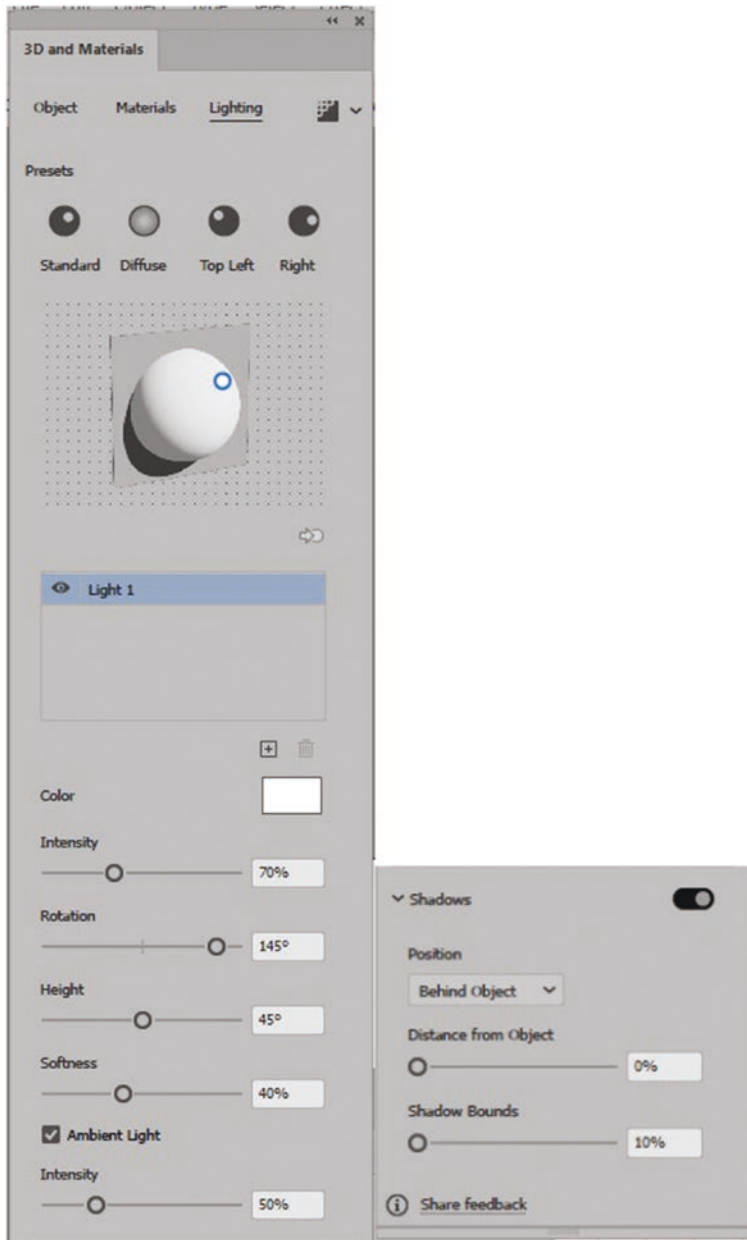 3D and Materials
Object Materials Lighting
Presets
Standard Diffuse Top Left Right
Light 1
Color
Intensity
70%
Rotation
145°
Height
45°
Softness
40%
Ambient Light
Intensity
50%
Shadows
Position
Behind Object
Distance from Object
0%
Shadow Bounds
10%
Share feedback